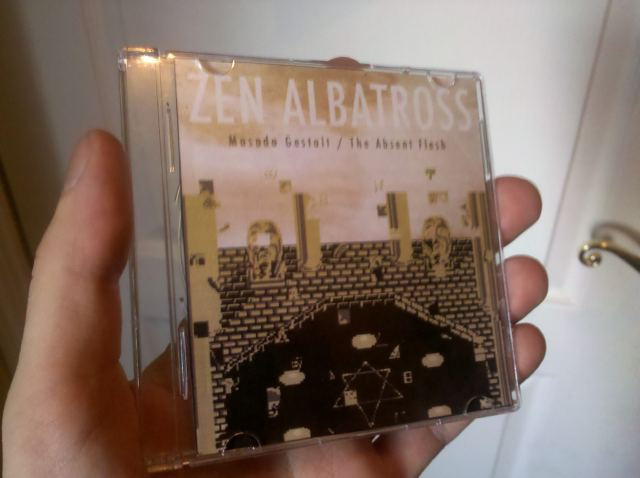 ZEN ALBATROSS
Masada Gestalt / The Absent Flesh